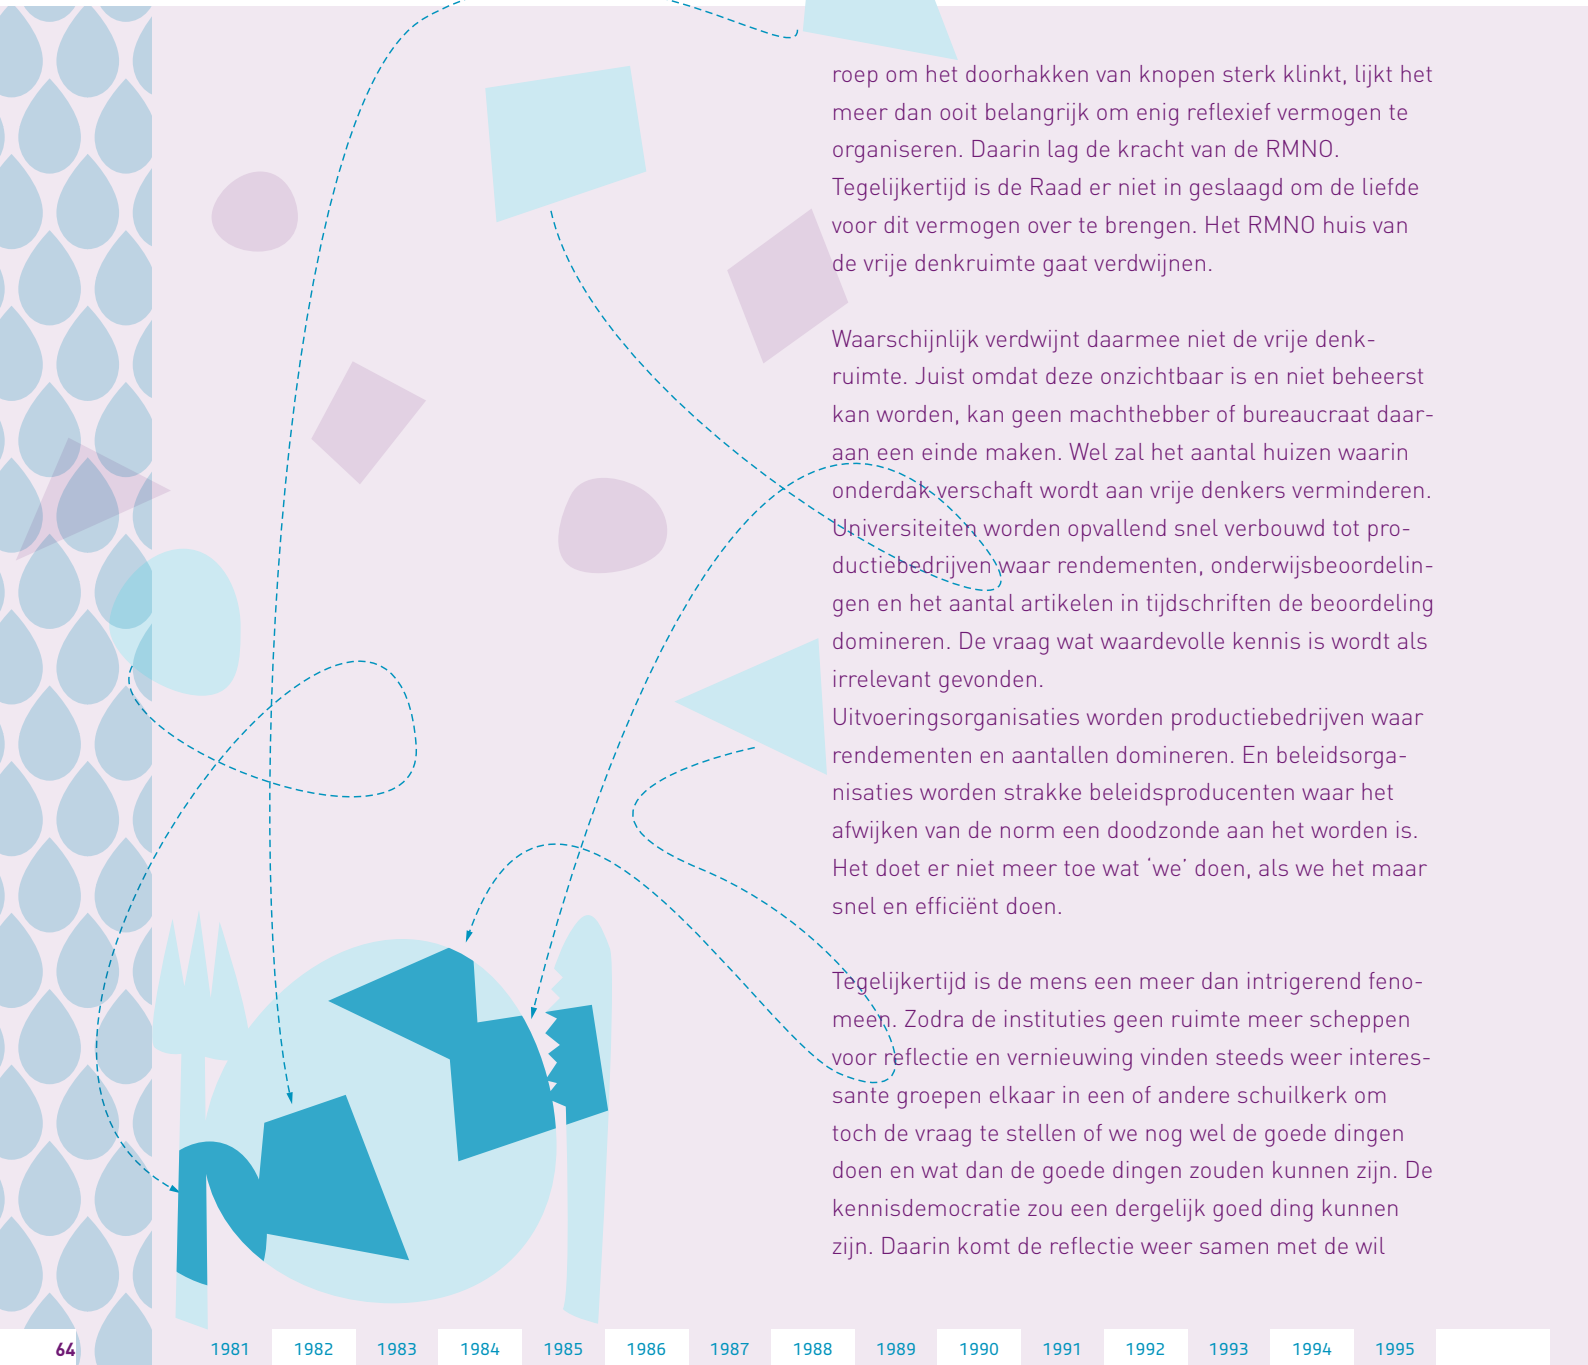 roep om het doorhakken van knopen sterk klinkt, lijkt het
meer dan ooit belangrijk om enig reflexief vermogen te
organiseren. Daarin lag de kracht van de RMNO.
Tegelijkertijd is de Raad er niet in geslaagd om de liefde
voor dit vermogen over te brengen. Het RMNO huis van
de vrije denkruimte gaat verdwijnen.
Waarschijnlijk verdwijnt daarmee niet de vrije denk-
ruimte. Juist omdat deze onzichtbaar is en niet beheerst
kan worden, kan geen machthebber of bureaucraat daar-
aan een einde maken. Wel zal het aantal huizen waarin
onderdak verschaft wordt aan vrije denkers verminderen.
Universiteiten worden opvallend snel verbouwd tot pro-
ductiebedrijven waar rendementen, onderwijsbeoordelin-
gen en het aantal artikelen in tijdschriften de beoordeling
domineren. De vraag wat waardevolle kennis is wordt als
irrelevant gevonden.
Uitvoeringsorganisaties worden productiebedrijven waar
rendementen en aantallen domineren. En beleidsorga-
nisaties worden strakke beleidsproducenten waar het
afwijken van de norm een doodzonde aan het worden is.
Het doet er niet meer toe wat ‘we’ doen, als we het maar
snel en efficiënt doen.
Tegelijkertijd is de mens een meer dan intrigerend feno-
meen. Zodra de instituties geen ruimte meer scheppen
voor reflectie en vernieuwing vinden steeds weer interes-
sante groepen elkaar in een of andere schuilkerk om
toch de vraag te stellen of we nog wel de goede dingen
doen en wat dan de goede dingen zouden kunnen zijn. De
kennisdemocratie zou een dergelijk goed ding kunnen
zijn. Daarin komt de reflectie weer samen met de wil
64 1981 1982 1983 1984 1985 1986 1987 1988 1989 1990 1991 1992 1993 1994 1995